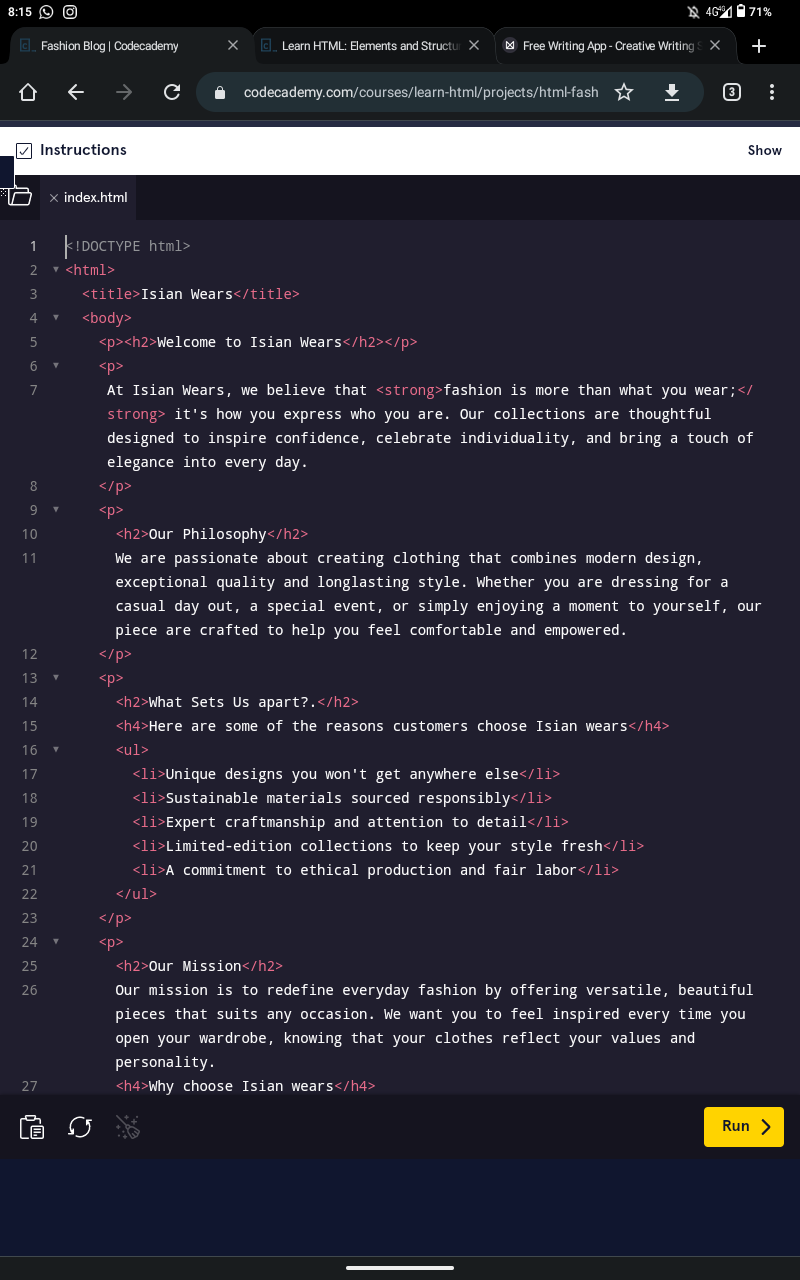 8:15
4G 71%
Fashion Blog | Codecademy
Learn HTML: Elements and Structu
Free Writing App - Creative Writing S
codecademy.com/courses/learn-html/projects/html-fash
3
Instructions
Show
index.html
1 <!DOCTYPE html>
2 <html>
3 <title>Isian Wears</title>
4 <body>
5 <p><h2>Welcome to Isian Wears</h2></p>
6 <p>
7 At Isian Wears, we believe that <strong>fashion is more than what you wear;</
strong> it's how you express who you are. Our collections are thoughtful
designed to inspire confidence, celebrate individuality, and bring a touch of
elegance into every day.
8 </p>
9 <p>
10 <h2>Our Philosophy</h2>
11 We are passionate about creating clothing that combines modern design,
exceptional quality and longlasting style. Whether you are dressing for a
casual day out, a special event, or simply enjoying a moment to yourself, our
piece are crafted to help you feel comfortable and empowered.
12 </p>
13 <p>
14 <h2>What Sets Us apart?.</h2>
15 <h4>Here are some of the reasons customers choose Isian wears</h4>
16 <ul>
17 <li>Unique designs you won't get anywhere else</li>
18 <li>Sustainable materials sourced responsibly</li>
19 <li>Expert craftmanship and attention to detail</li>
20 <li>Limited-edition collections to keep your style fresh</li>
21 <li>A commitment to ethical production and fair labor</li>
22 </ul>
23 </p>
24 <p>
25 <h2>Our Mission</h2>
26 Our mission is to redefine everyday fashion by offering versatile, beautiful
pieces that suits any occasion. We want you to feel inspired every time you
open your wardrobe, knowing that your clothes reflect your values and
personality.
27 <h4>Why choose Isian wears</h4>
Run